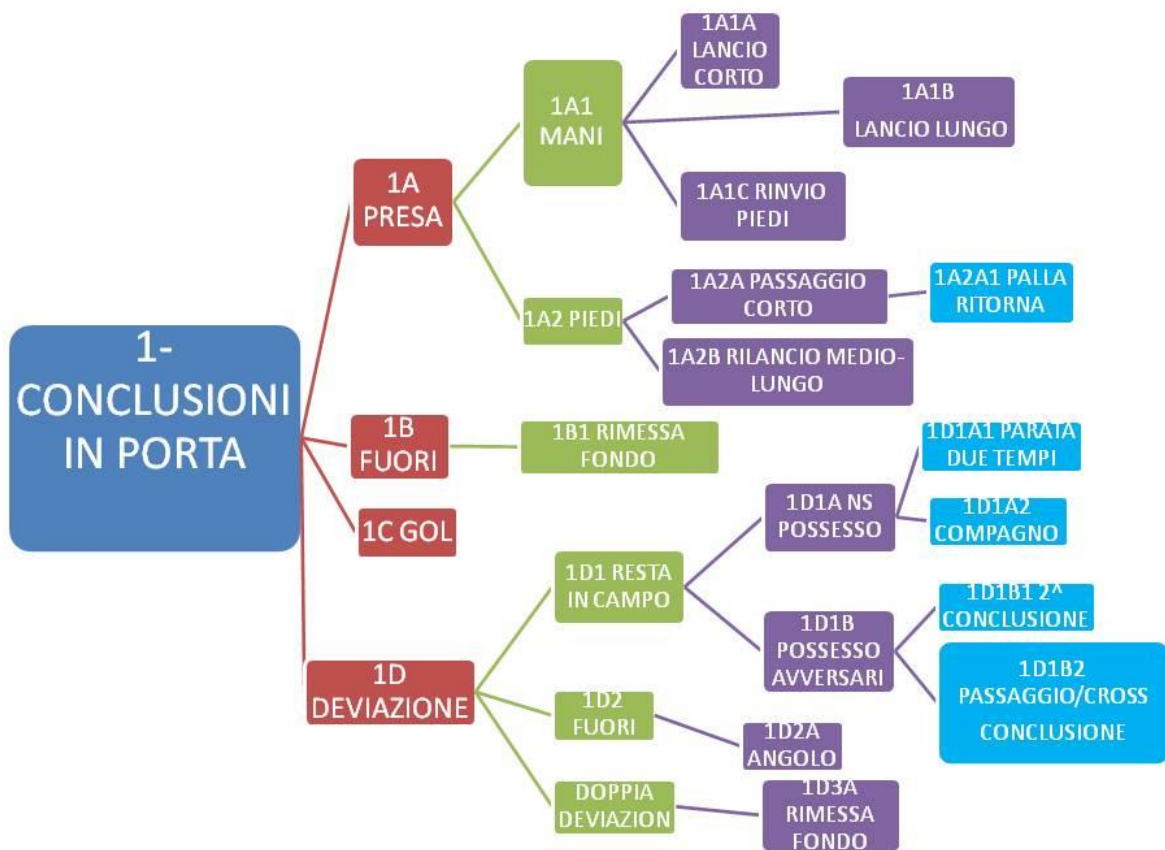 1-
CONCLUSIONI
IN PORTA
1A
PRESA
1A1
MANI
1A1A
LANCIO
CORTO
1A1B
LANCIO LUNGO
1A1C RINVIO
PIEDI
1A2 PIEDI
1A2A PASSAGGIO
CORTO
1A2A1 PALLA
RITORNA
1A2B RILANCIO MEDIO-
LUNGO
1B
FUORI
1B1 RIMESSA
FONDO
1C GOL
1D
DEVIAZIONE
1D1 RESTA
IN CAMPO
1D1A NS
POSSESSO
1D1A1 PARATA
DUE TEMPI
1D1A2
COMPAGNO
1D1B
POSSESSO
AVVERSARI
1D1B1 2^
CONCLUSIONE
1D1B2
PASSAGGIO/CROSS
CONCLUSIONE
1D2
FUORI
1D2A
ANGOLO
DOPPIA
DEVIAZION
1D3A
RIMESSA
FONDO